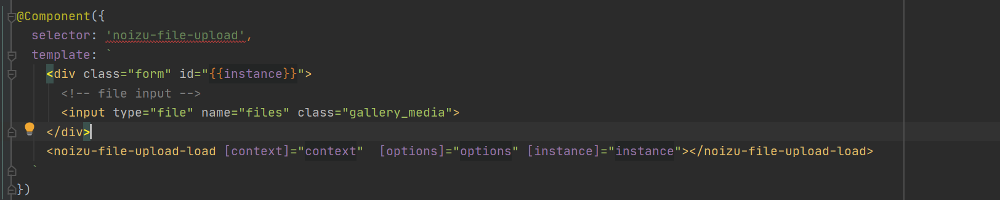 @Component({
  selector: 'noizu-file-upload',
  template: `
    <div class="form" id="{{instance}}">
      <!-- file input -->
      <input type="file" name="files" class="gallery_media">
    </div>
    <noizu-file-upload-load [context]="context"  [options]="options" [instance]="instance"></noizu-file-upload-load>
  `
})